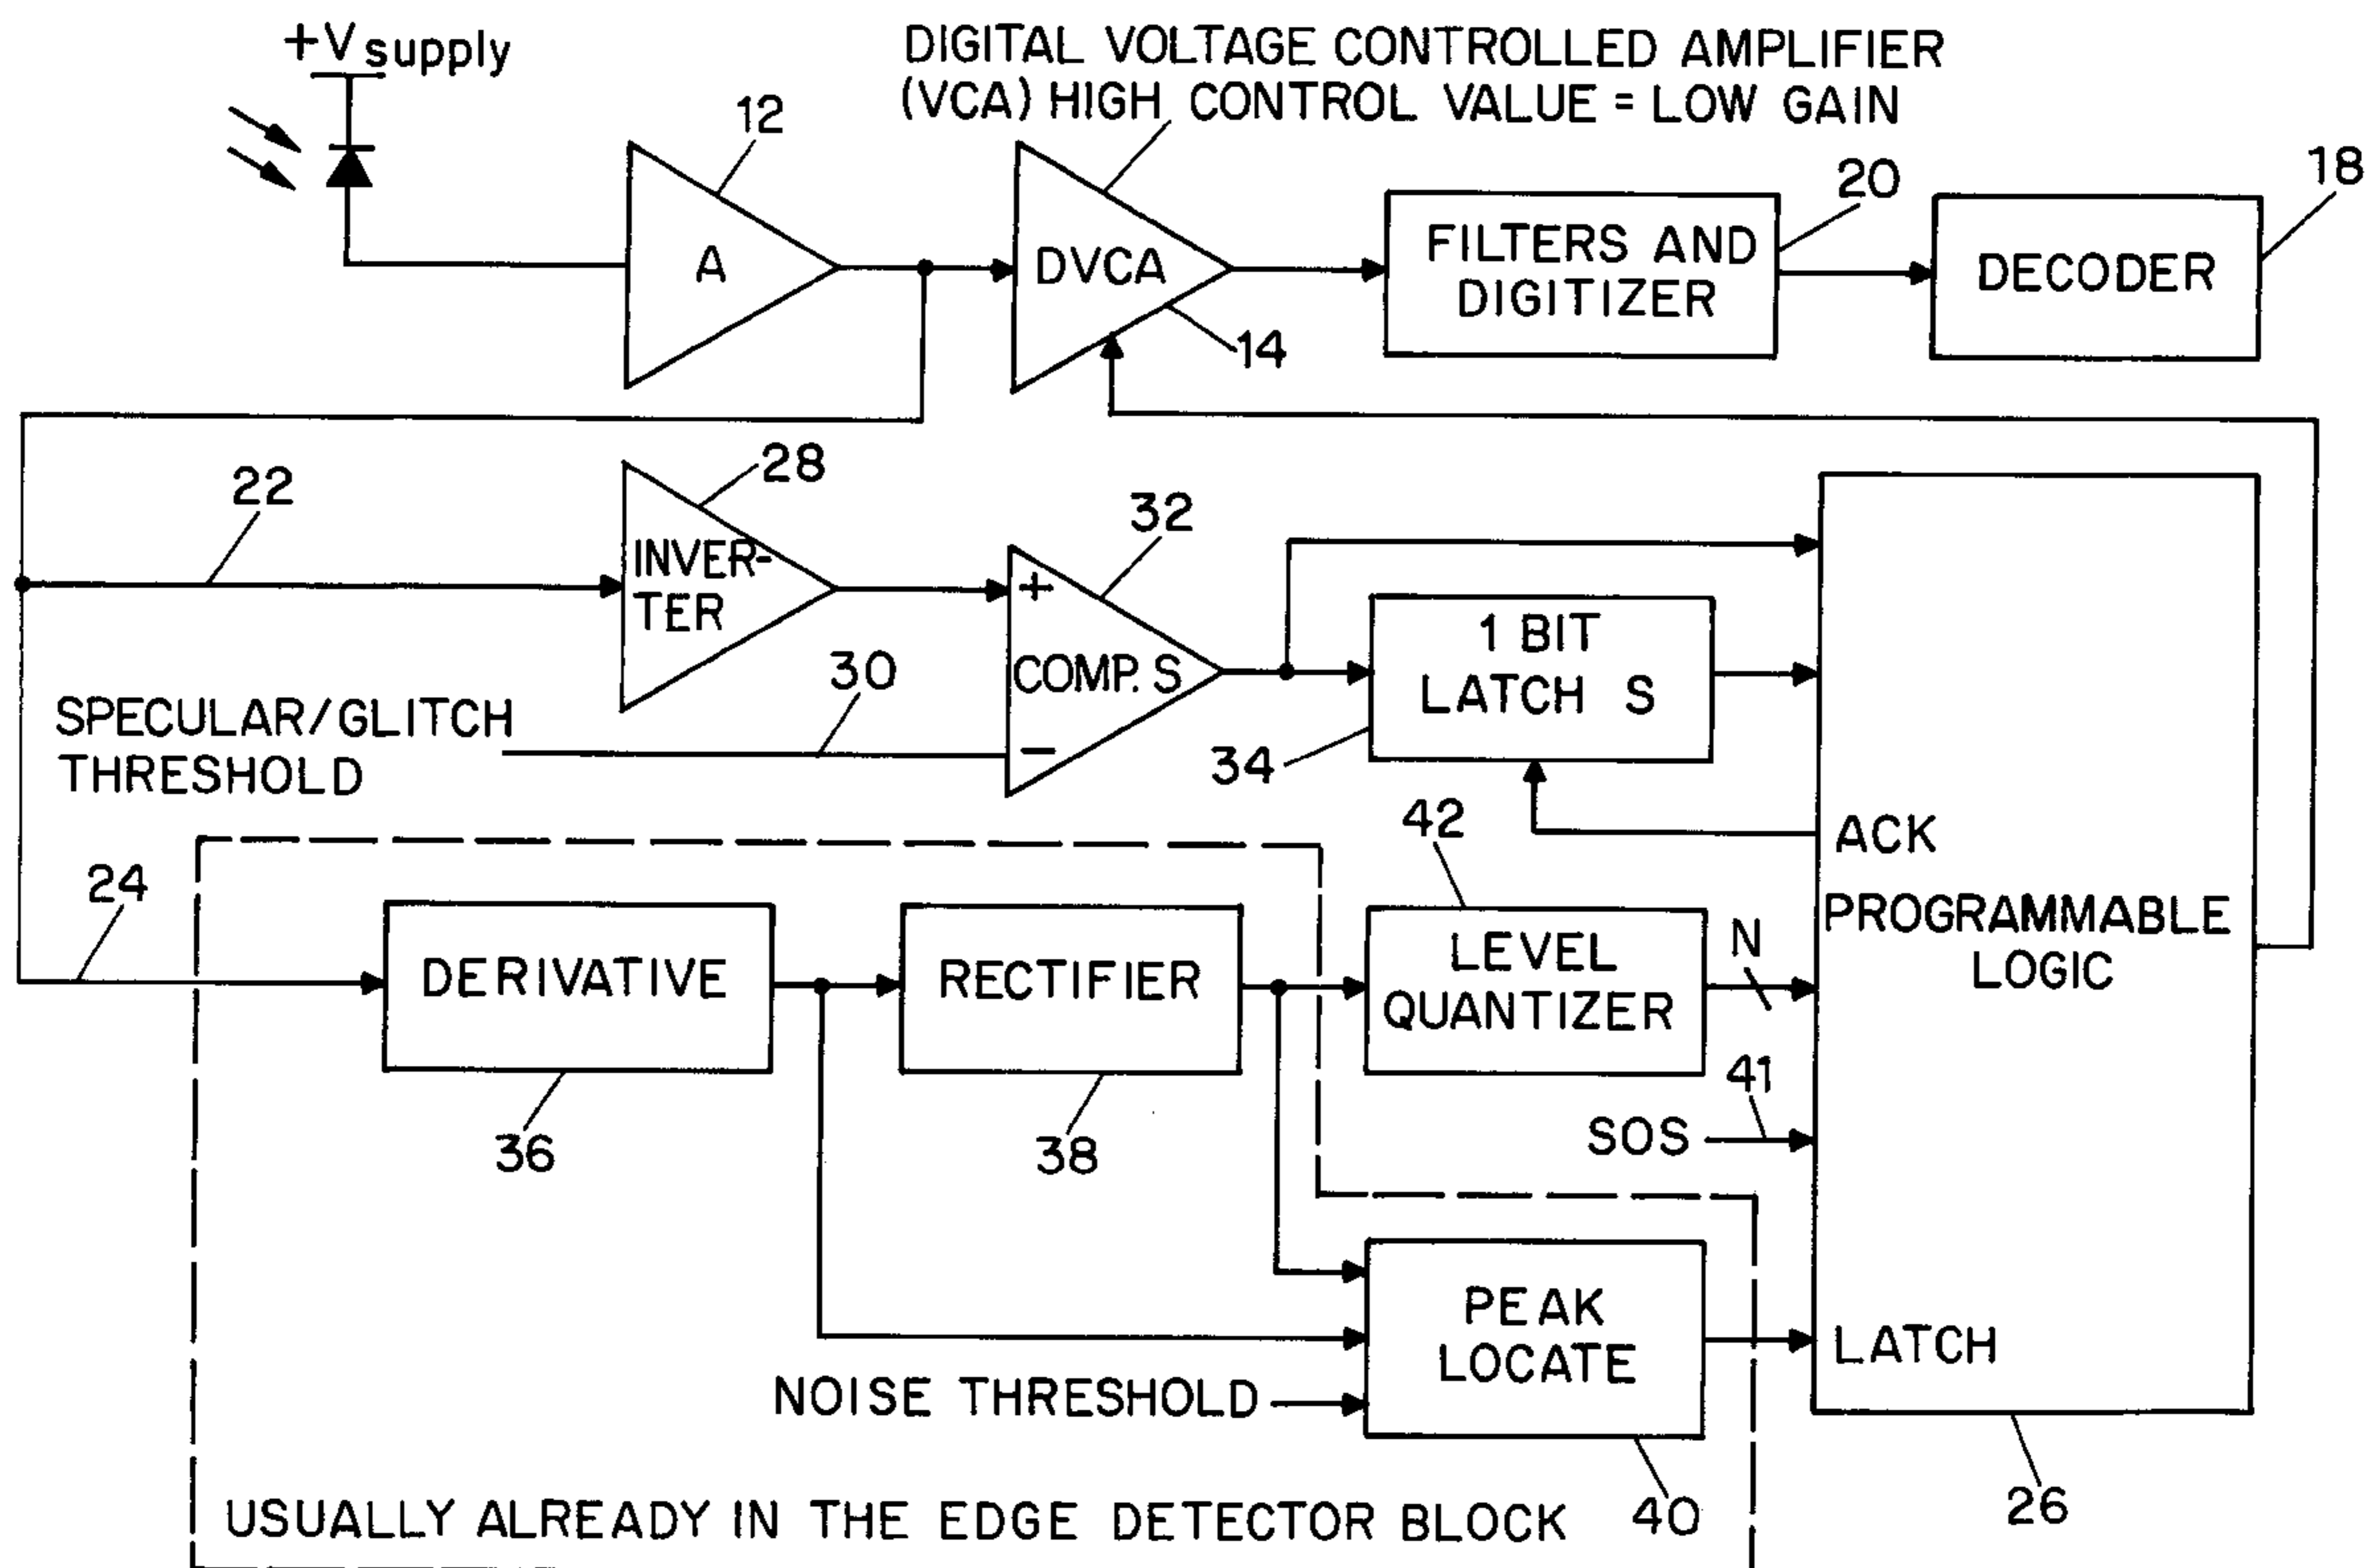 +Vsupply
DIGITAL VOLTAGE CONTROLLED AMPLIFIER
(VCA) HIGH CONTROL VALUE = LOW GAIN
12
A
DVCA
14
FILTERS AND
DIGITIZER
20
DECODER
18
22
INVER-
TER
28
32
+
COMP. S
−
30
SPECULAR/GLITCH
THRESHOLD
1 BIT
LATCH S
34
ACK
PROGRAMMABLE
LOGIC
24
DERIVATIVE
36
RECTIFIER
38
42
LEVEL
QUANTIZER
N
41
SOS
PEAK
LOCATE
LATCH
NOISE THRESHOLD
40
26
USUALLY ALREADY IN THE EDGE DETECTOR BLOCK